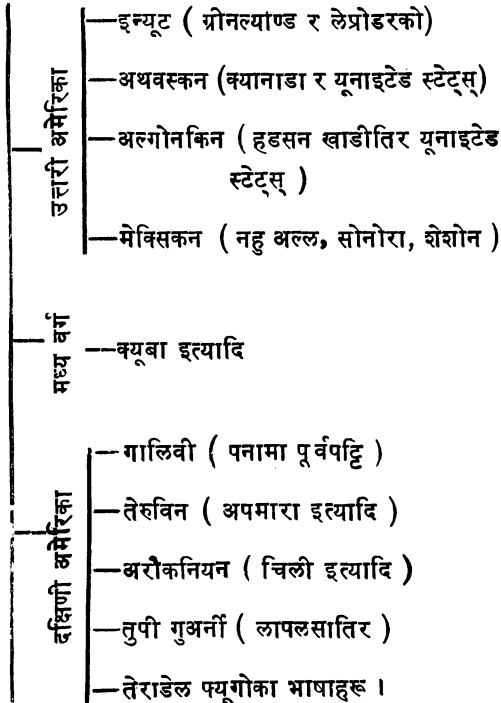 उत्तरी अमेरिका
इन्यूट ( ग्रीनल्याण्ड र लेप्रोडरको)
अथवस्कन (क्यानाडा र यूनाइटेड स्टेट्स्)
अल्गोनकिन ( हडसन खाडीतिर यूनाइटेड
स्टेट्स् )
मेक्सिकन ( नहु अल्ल, सोनोरा, शेशोन )
मध्य वर्ग
क्यूबा इत्यादि
दक्षिणी अमेरिका
गालिवी ( पनामा पूर्वपट्टि )
तेरुविन ( अपमारा इत्यादि )
अरौकनियन ( चिली इत्यादि )
तुपी गुअर्नी ( लापलसातिर )
तेराडेल फ्यूगोका भाषाहरू ।